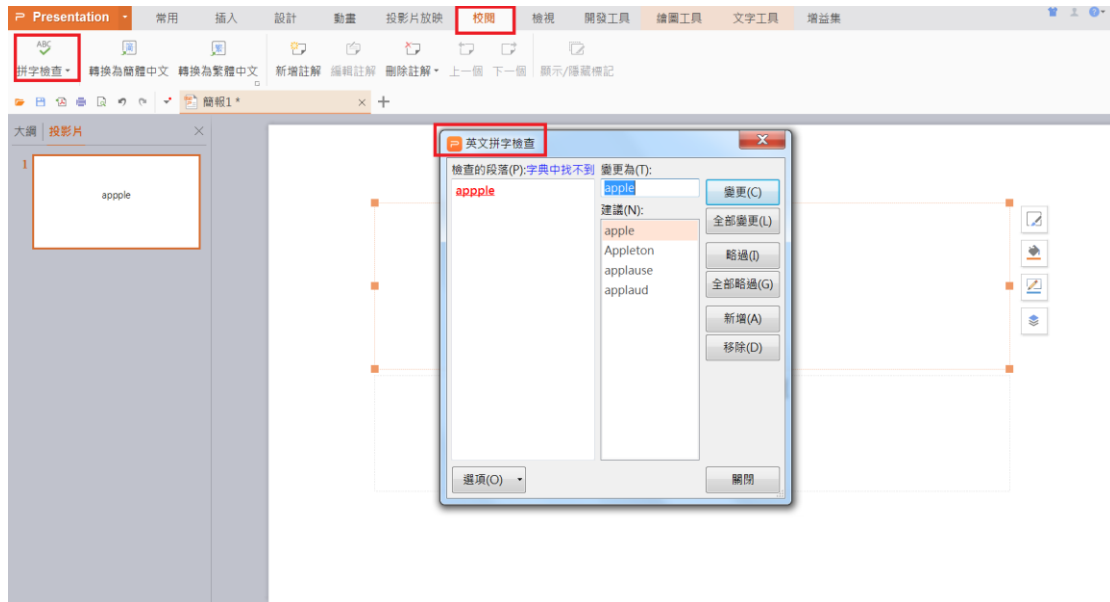 Presentation 常用 插入 設計 動畫 投影片放映 校閱 檢視 開發工具 繪圖工具 文字工具 增益集
ABC
简 繁
拼字檢查 轉換為簡體中文 轉換為繁體中文 新增註解 編輯註解 刪除註解 上一個 下一個 顯示/隱藏標記
簡報1 *
大綱 投影片
1
appple
英文拼字檢查
檢查的段落(P):字典中找不到 變更為(T):
appple
apple
變更(C)
建議(N):
全部變更(L)
apple
Appleton
略過(I)
applause
全部略過(G)
applaud
新增(A)
移除(D)
選項(O)
關閉